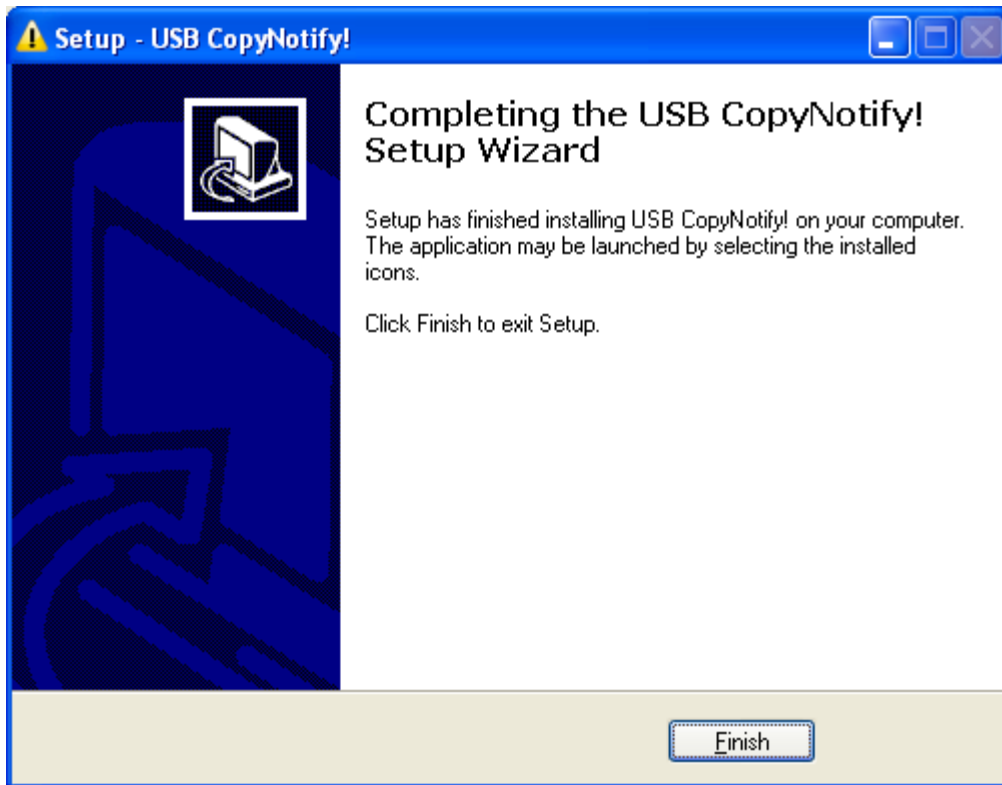 Setup - USB CopyNotify!
Completing the USB CopyNotify!
Setup Wizard
Setup has finished installing USB CopyNotify! on your computer.
The application may be launched by selecting the installed
icons.
Click Finish to exit Setup.
Finish